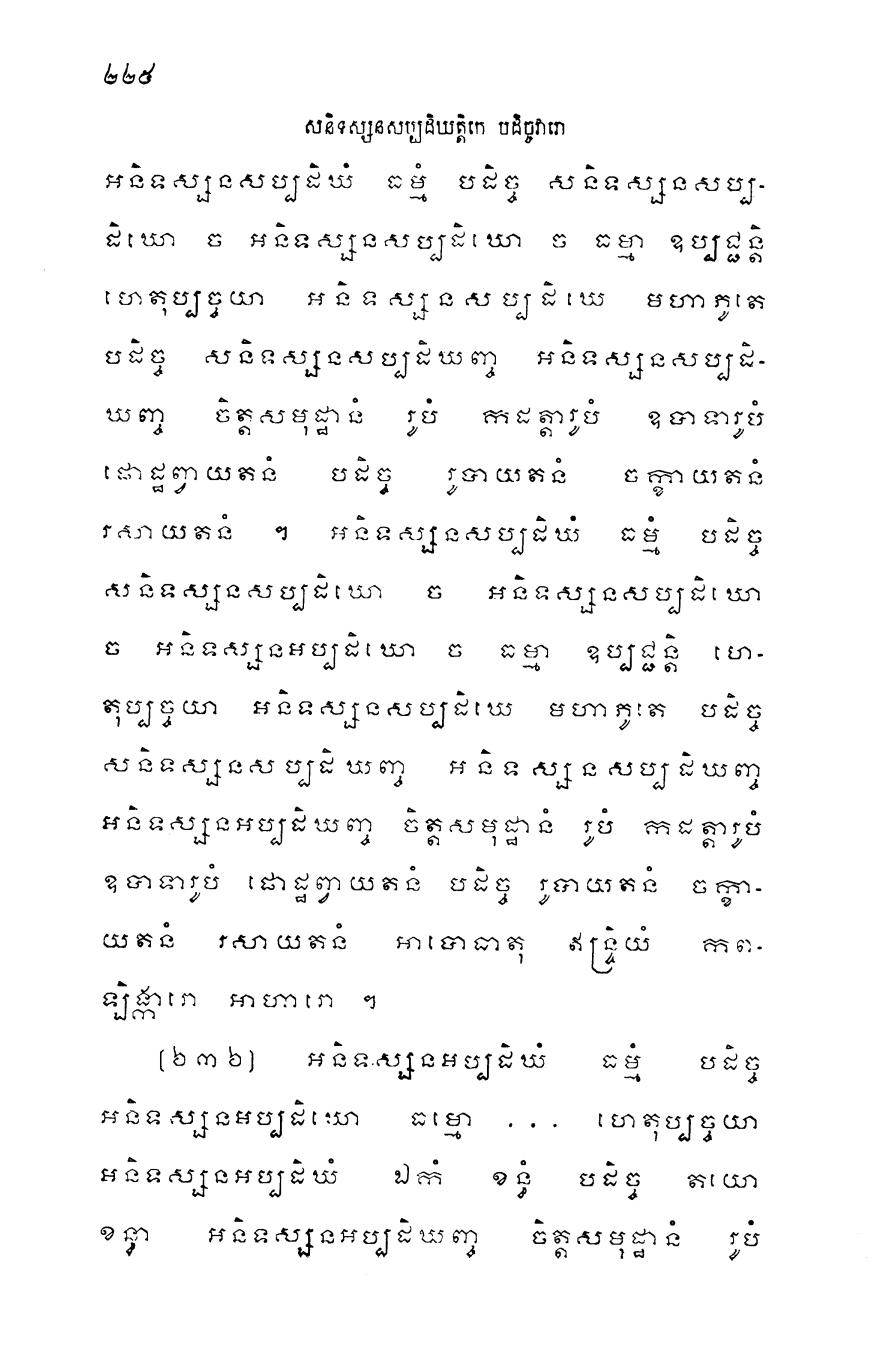 ២២៥
សនិទស្សនសប្បដិឃត្តិកេ បដិច្ចវារោ
អនិទស្សនសប្បដិឃំ ធម្មំ បដិច្ច សនិទស្សនសប្ប-
ដិឃោ ច អនិទស្សនសប្បដិឃោ ច ធម្មា ឧប្បជ្ជន្តិ
ហេតុប្បច្ចយា អនិទស្សនសប្បដិឃេ មហាភូតេ
បដិច្ច សនិទស្សនសប្បដិឃញ្ច អនិទស្សនសប្បដិ-
ឃញ្ច ចិត្តសមុដ្ឋានំ រូបំ កដត្តារូបំ ឧបាទារូបំ
ផោដ្ឋព្វាយតនំ បដិច្ច រូបាយតនំ ចក្ខាយតនំ
រសាយតនំ ។ អនិទស្សនសប្បដិឃំ ធម្មំ បដិច្ច
សនិទស្សនសប្បដិឃោ ច អនិទស្សនសប្បដិឃោ
ច អនិទស្សនអប្បដិឃោ ច ធម្មា ឧប្បជ្ជន្តិ ហេ-
តុប្បច្ចយា អនិទស្សនសប្បដិឃេ មហាភូតេ បដិច្ច
សនិទស្សនសប្បដិឃញ្ច អនិទស្សនសប្បដិឃញ្ច
អនិទស្សនអប្បដិឃញ្ច ចិត្តសមុដ្ឋានំ រូបំ កដត្តារូបំ
ឧបាទារូបំ ផោដ្ឋព្វាយតនំ បដិច្ច រូបាយតនំ ចក្ខា-
យតនំ រសាយតនំ អាបោធាតុ ឥន្ទ្រិយំ កព-
ឡិង្ការោ អាហារោ ។
(២៣២) អនិទស្សនអប្បដិឃំ ធម្មំ បដិច្ច
អនិទស្សនអប្បដិឃោ ធម្មោ ... ហេតុប្បច្ចយា
អនិទស្សនអប្បដិឃំ ឯកំ ខន្ធំ បដិច្ច តយោ
ខន្ធា អនិទស្សនអប្បដិឃញ្ច ចិត្តសមុដ្ឋានំ រូបំ